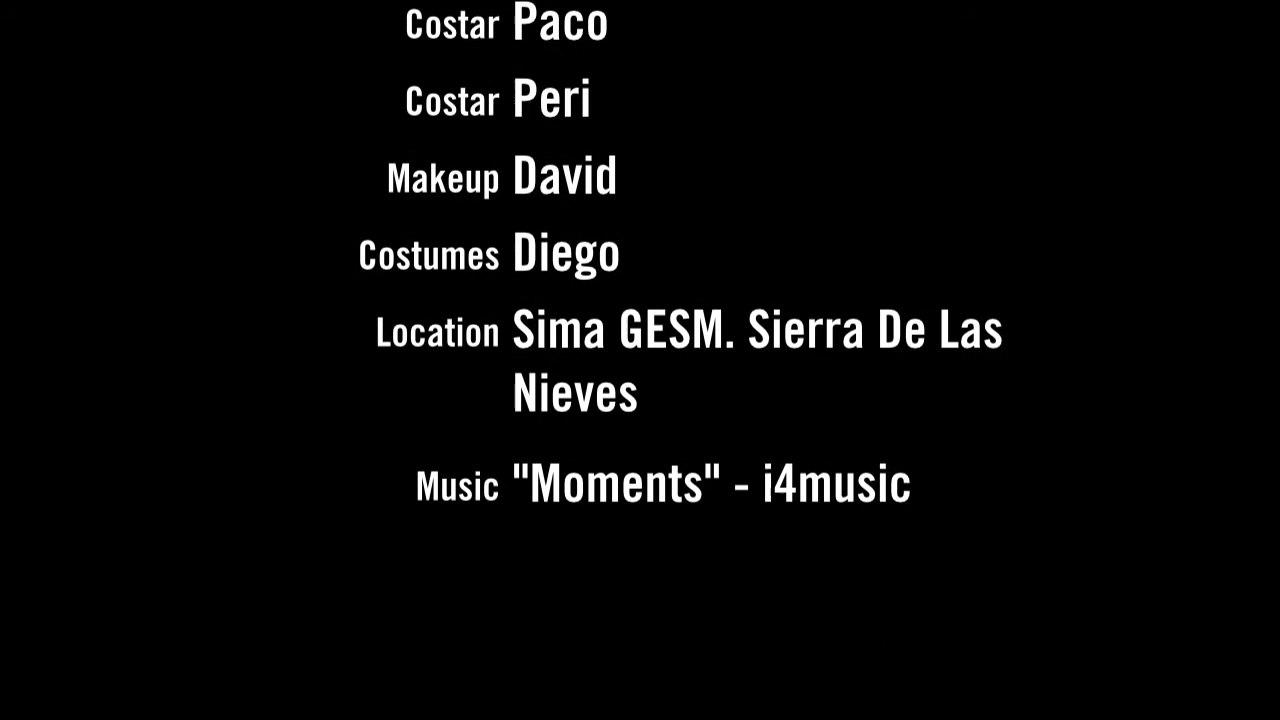 Costar Paco
Costar Peri
Makeup David
Costumes Diego
Location Sima GESM. Sierra De Las
Nieves
Music "Moments" - i4music